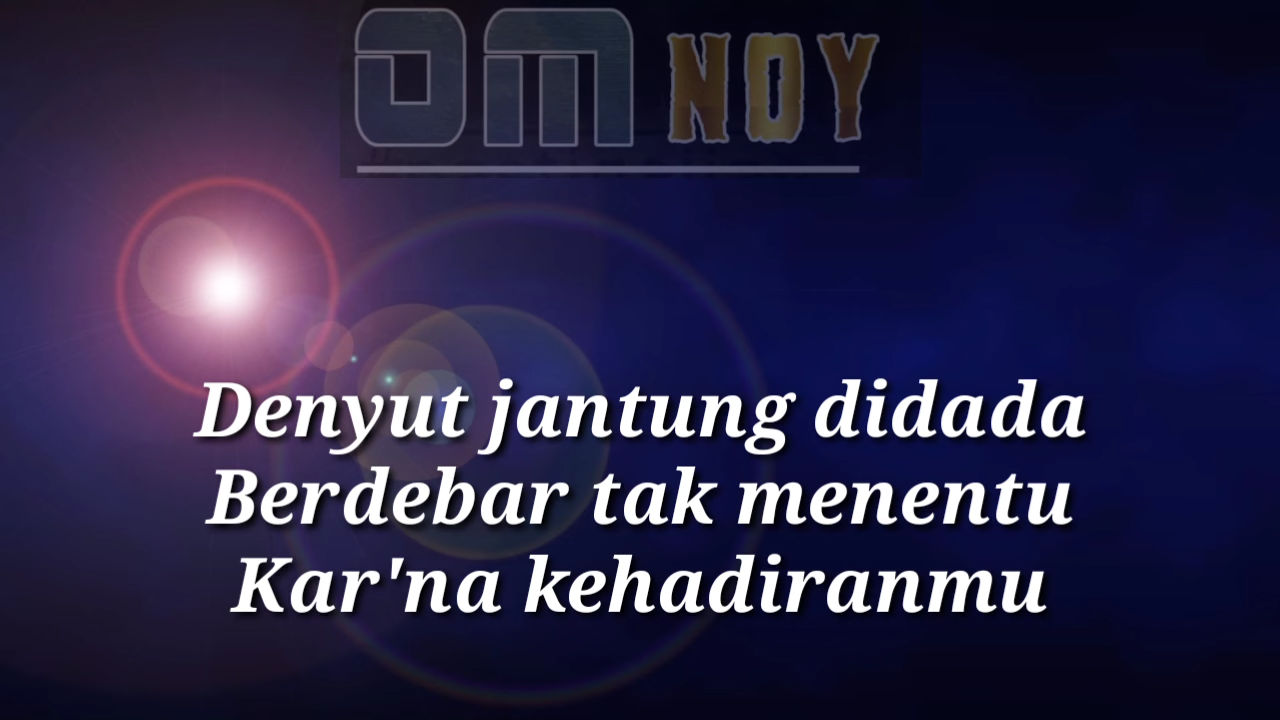 OM NOY
Denyut jantung didada
Berdebar tak menentu
Kar'na kehadiranmu